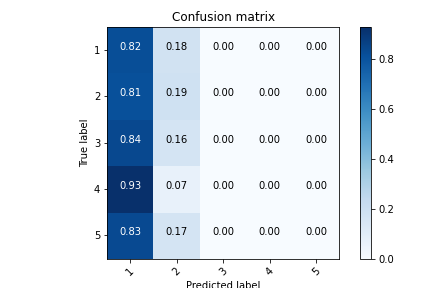 Confusion matrix
True label
1 0.82 0.18 0.00 0.00 0.00
2 0.81 0.19 0.00 0.00 0.00
3 0.84 0.16 0.00 0.00 0.00
4 0.93 0.07 0.00 0.00 0.00
5 0.83 0.17 0.00 0.00 0.00
1 2 3 4 5
Predicted label
0.8
0.6
0.4
0.2
0.0